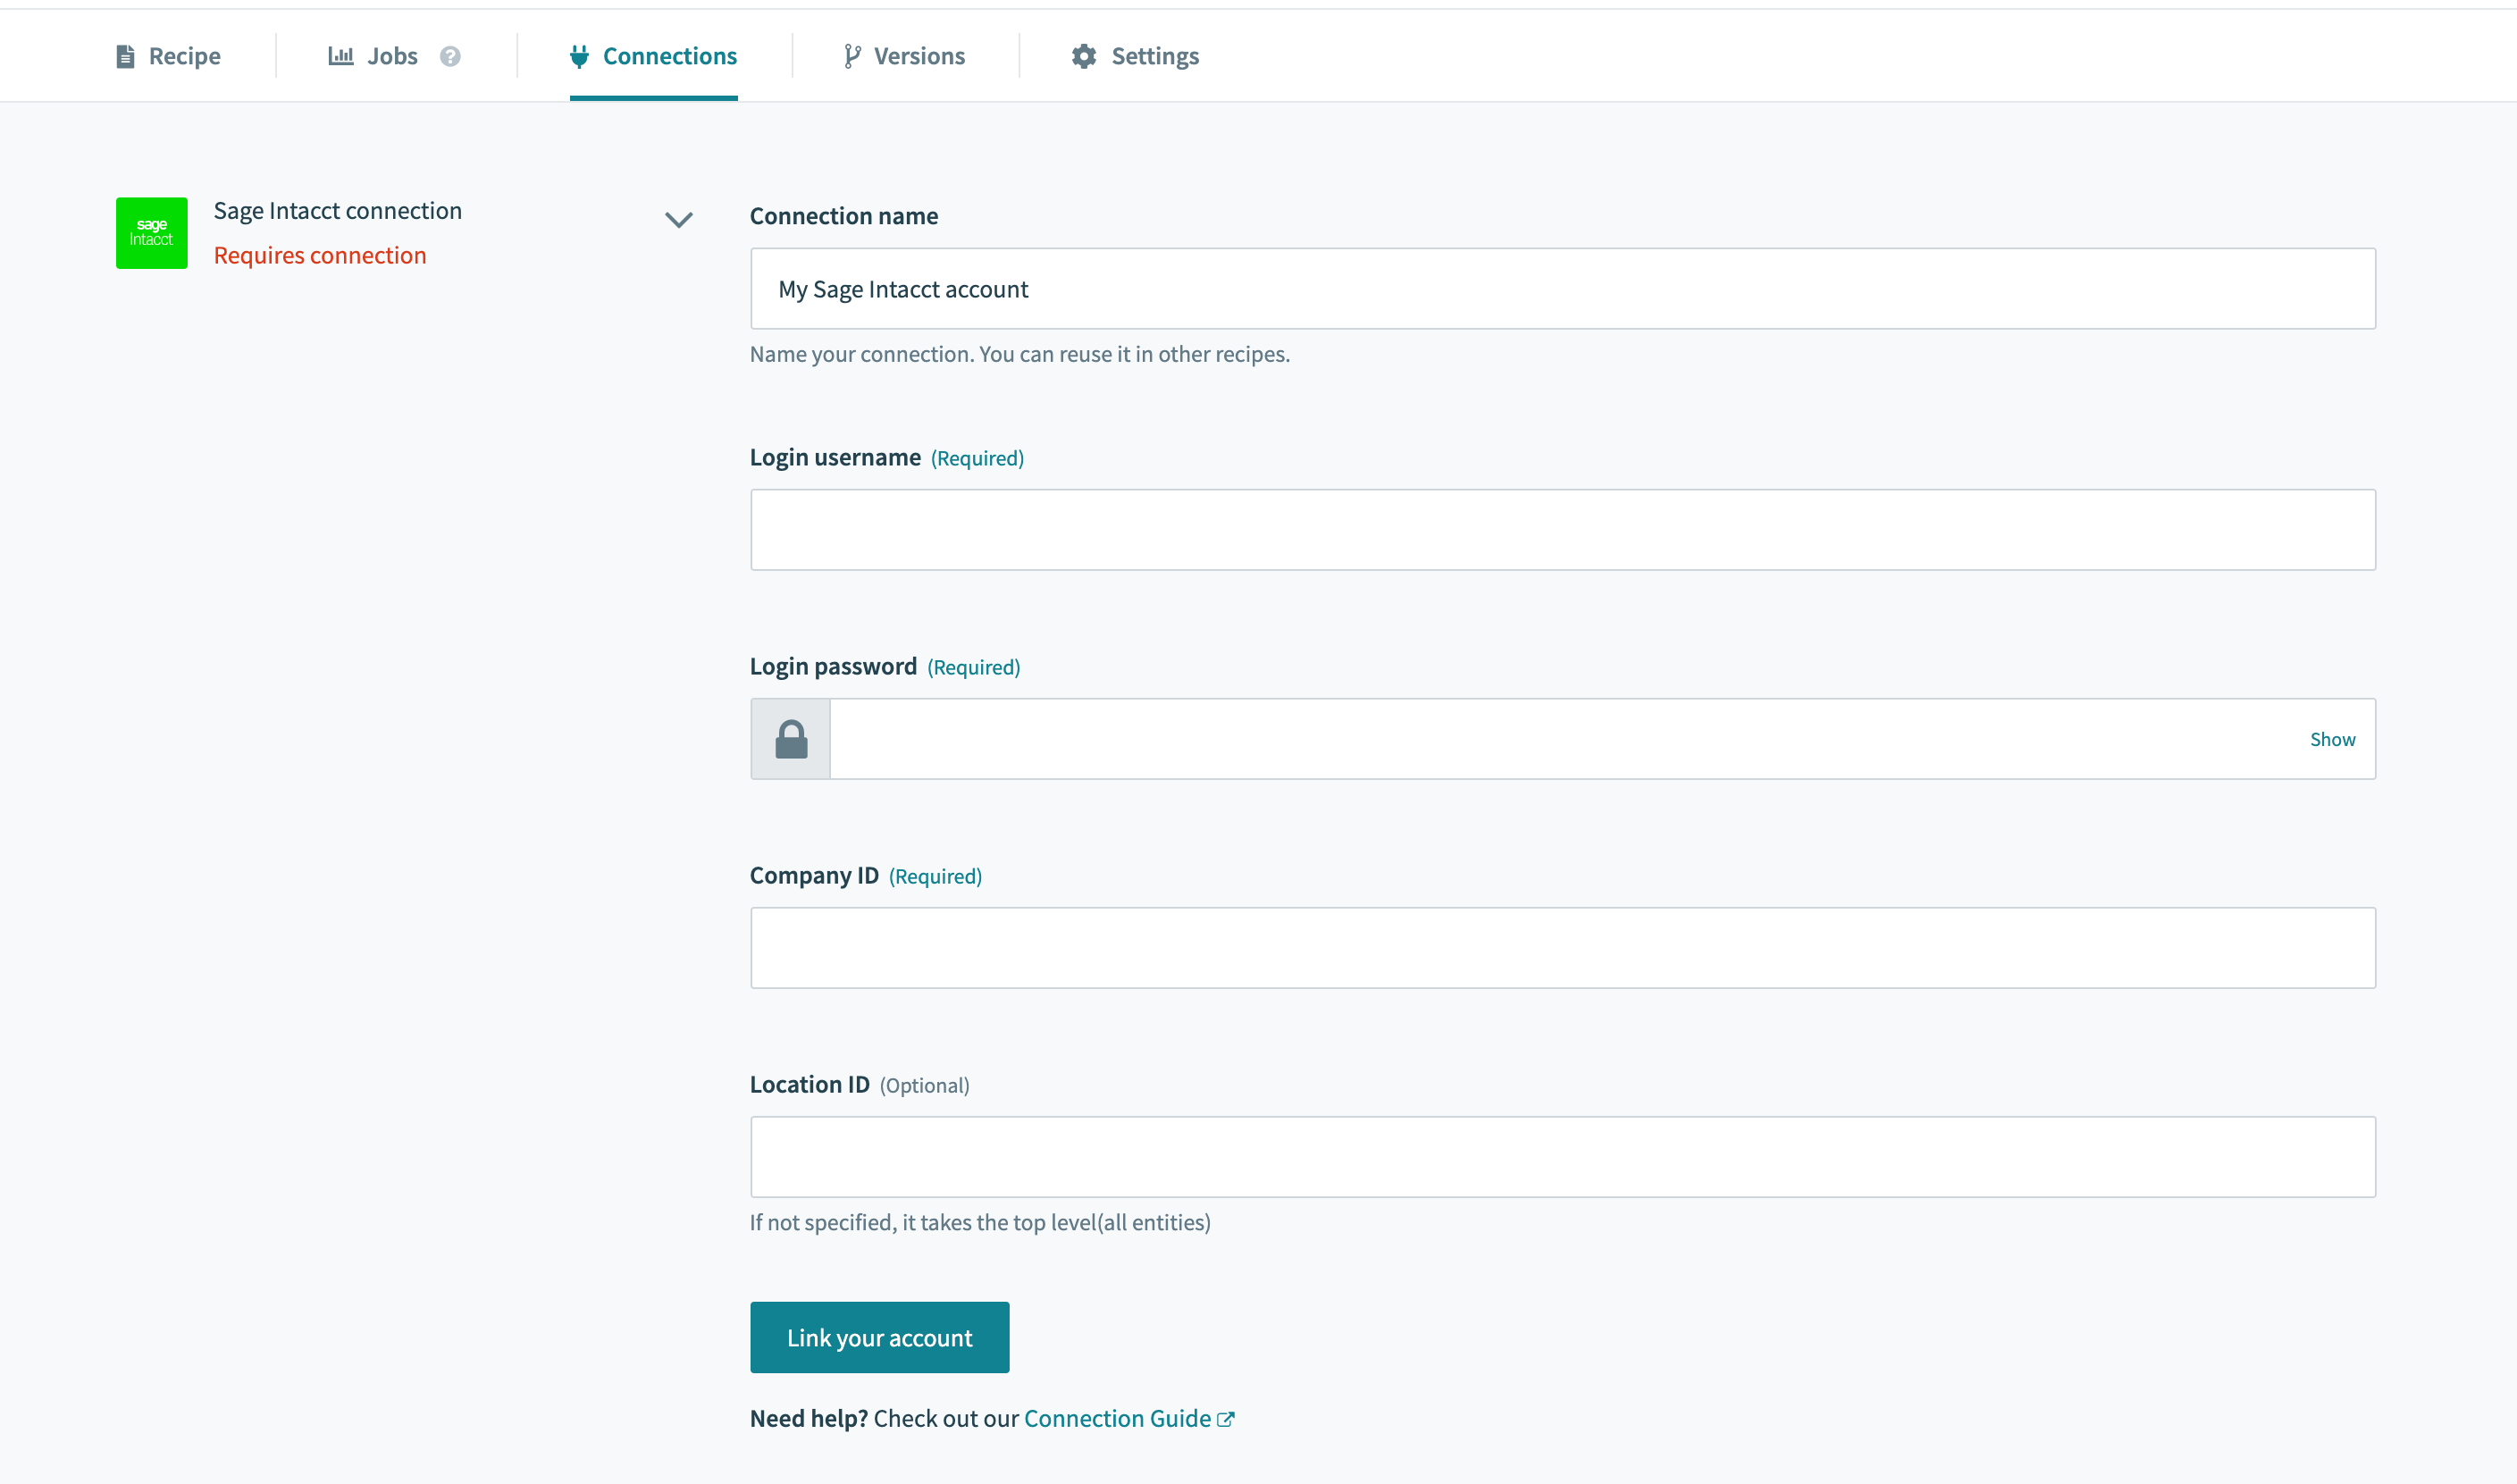 Recipe
Jobs ?
Connections
Versions
Settings
sage
Intacct
Sage Intacct connection
Requires connection
Connection name
My Sage Intacct account
Name your connection. You can reuse it in other recipes.
Login username (Required)
Login password (Required)
Show
Company ID (Required)
Location ID (Optional)
If not specified, it takes the top level(all entities)
Link your account
Need help? Check out our Connection Guide